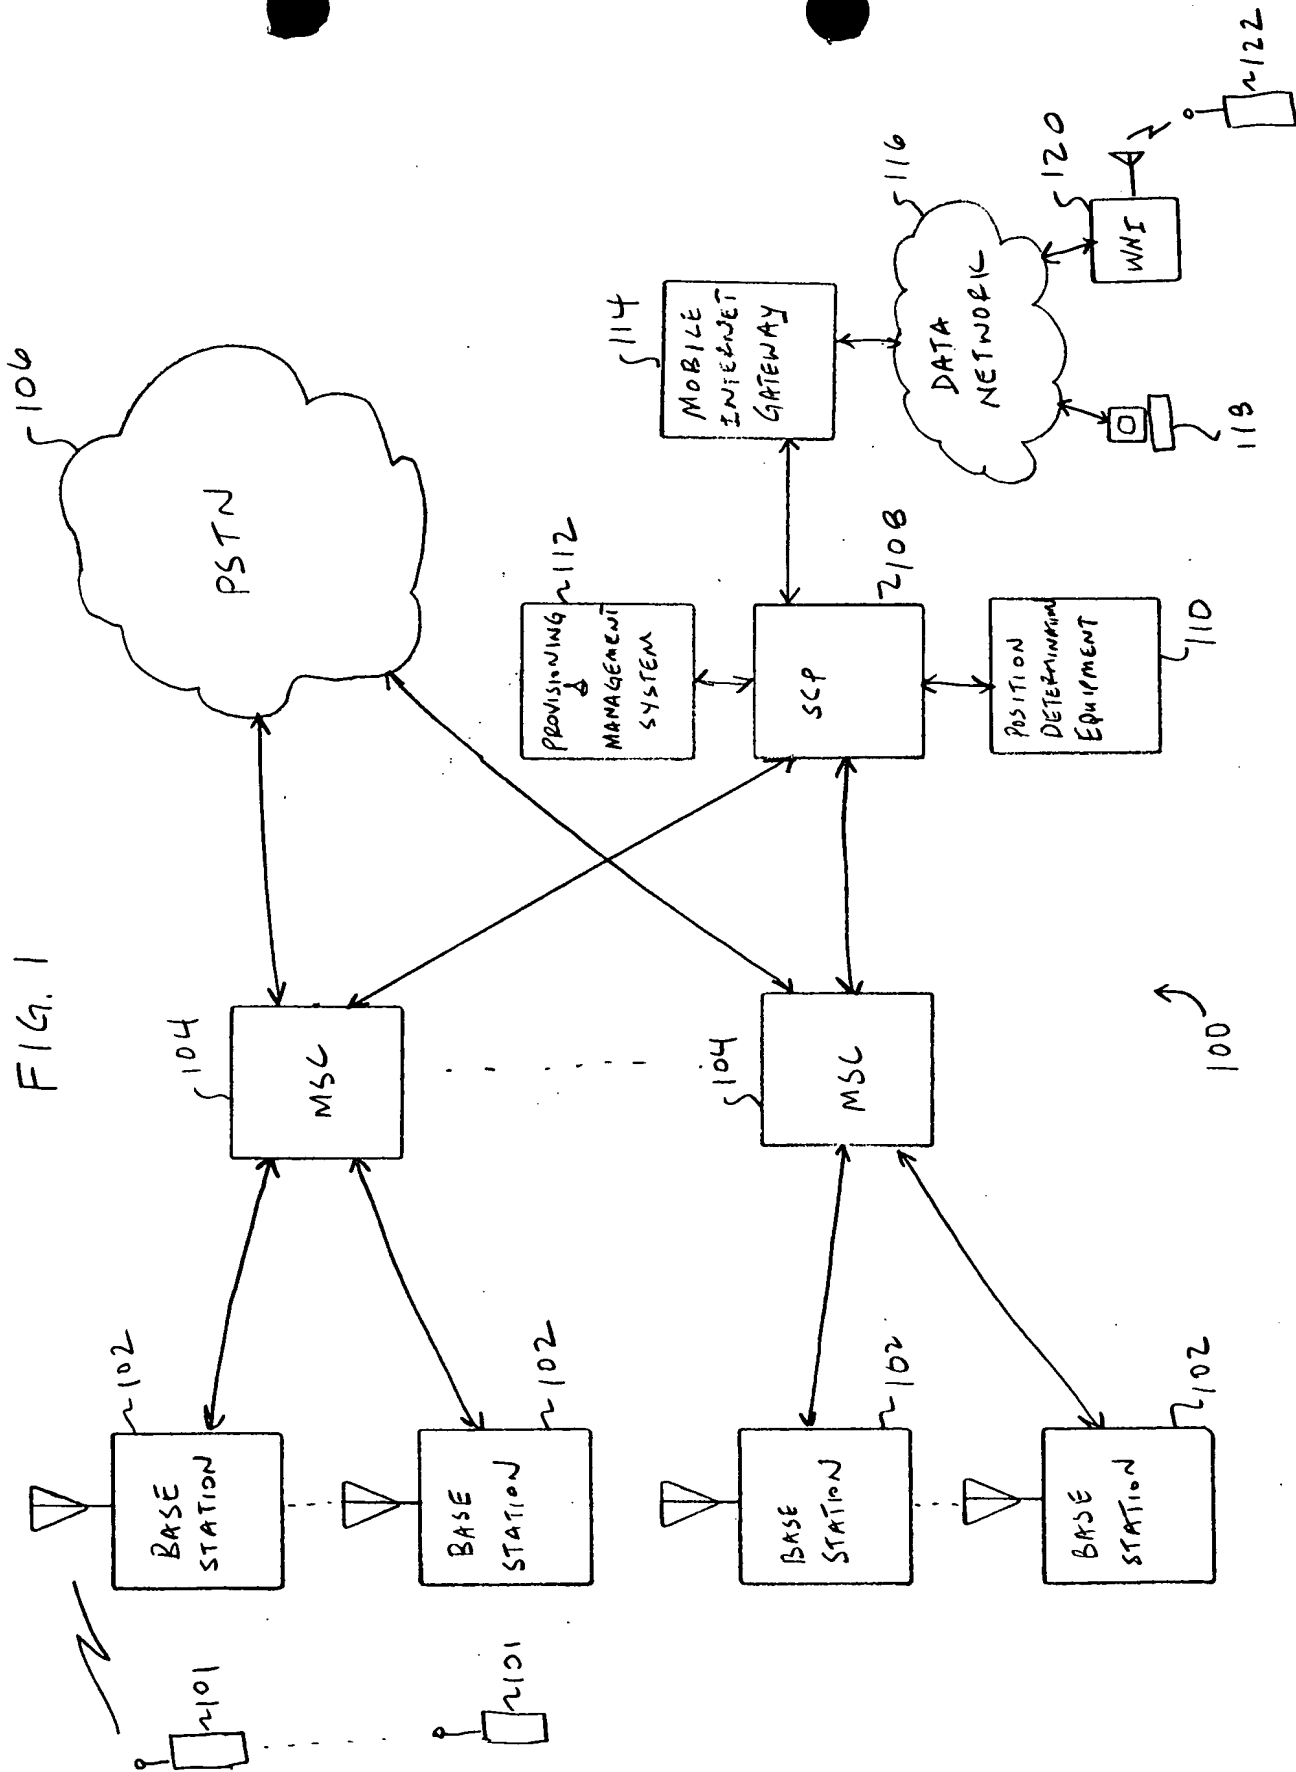 FIG. 1
106
PSTN
104
MSC
104
MSC
102
BASE
STATION
102
BASE
STATION
102
BASE
STATION
102
BASE
STATION
101
101
112
PROVISIONING
&
MANAGEMENT
SYSTEM
114
MOBILE
INTERNET
GATEWAY
116
DATA
NETWORK
108
SCP
110
POSITION
DETERMINATION
EQUIPMENT
118
120
WNI
122
100